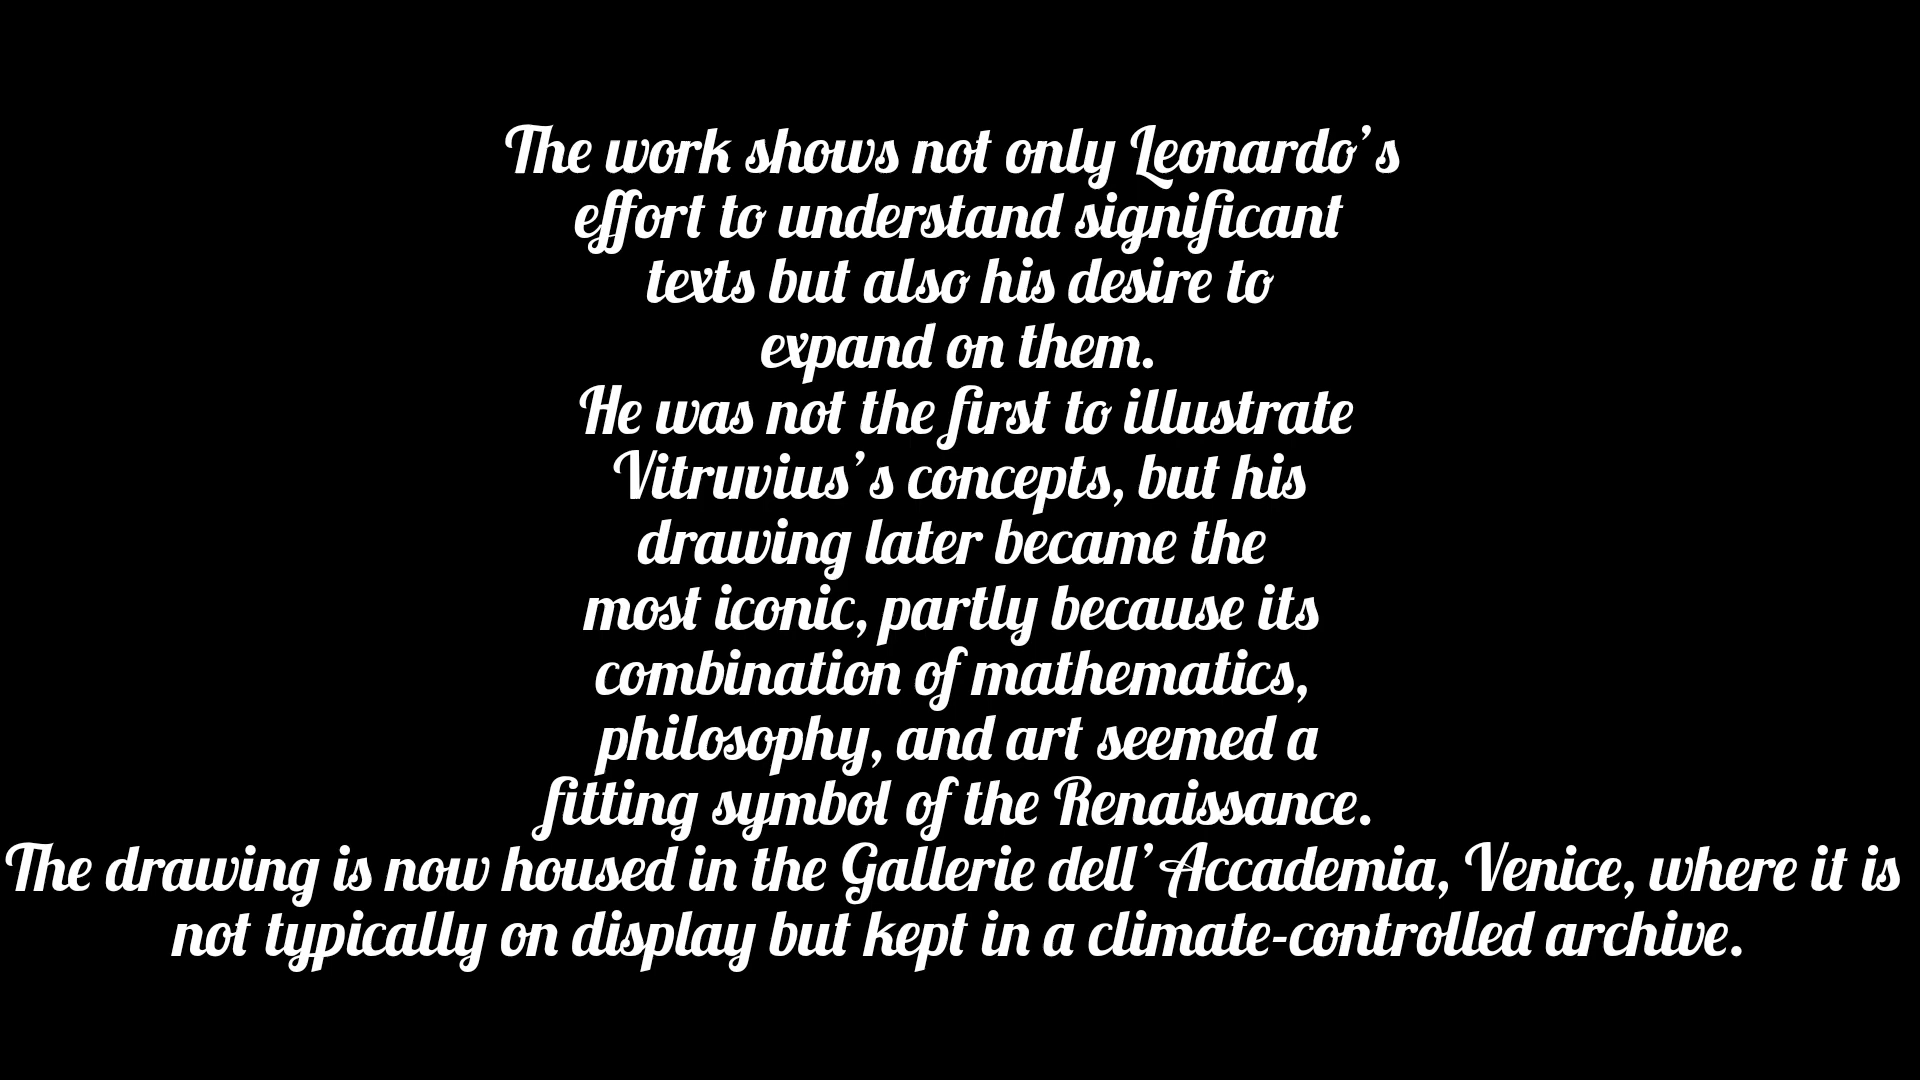 The work shows not only Leonardo’s
effort to understand significant
texts but also his desire to
expand on them.
He was not the first to illustrate
Vitruvius’s concepts, but his
drawing later became the
most iconic, partly because its
combination of mathematics,
philosophy, and art seemed a
fitting symbol of the Renaissance.
The drawing is now housed in the Gallerie dell’Accademia, Venice, where it is
not typically on display but kept in a climate-controlled archive.